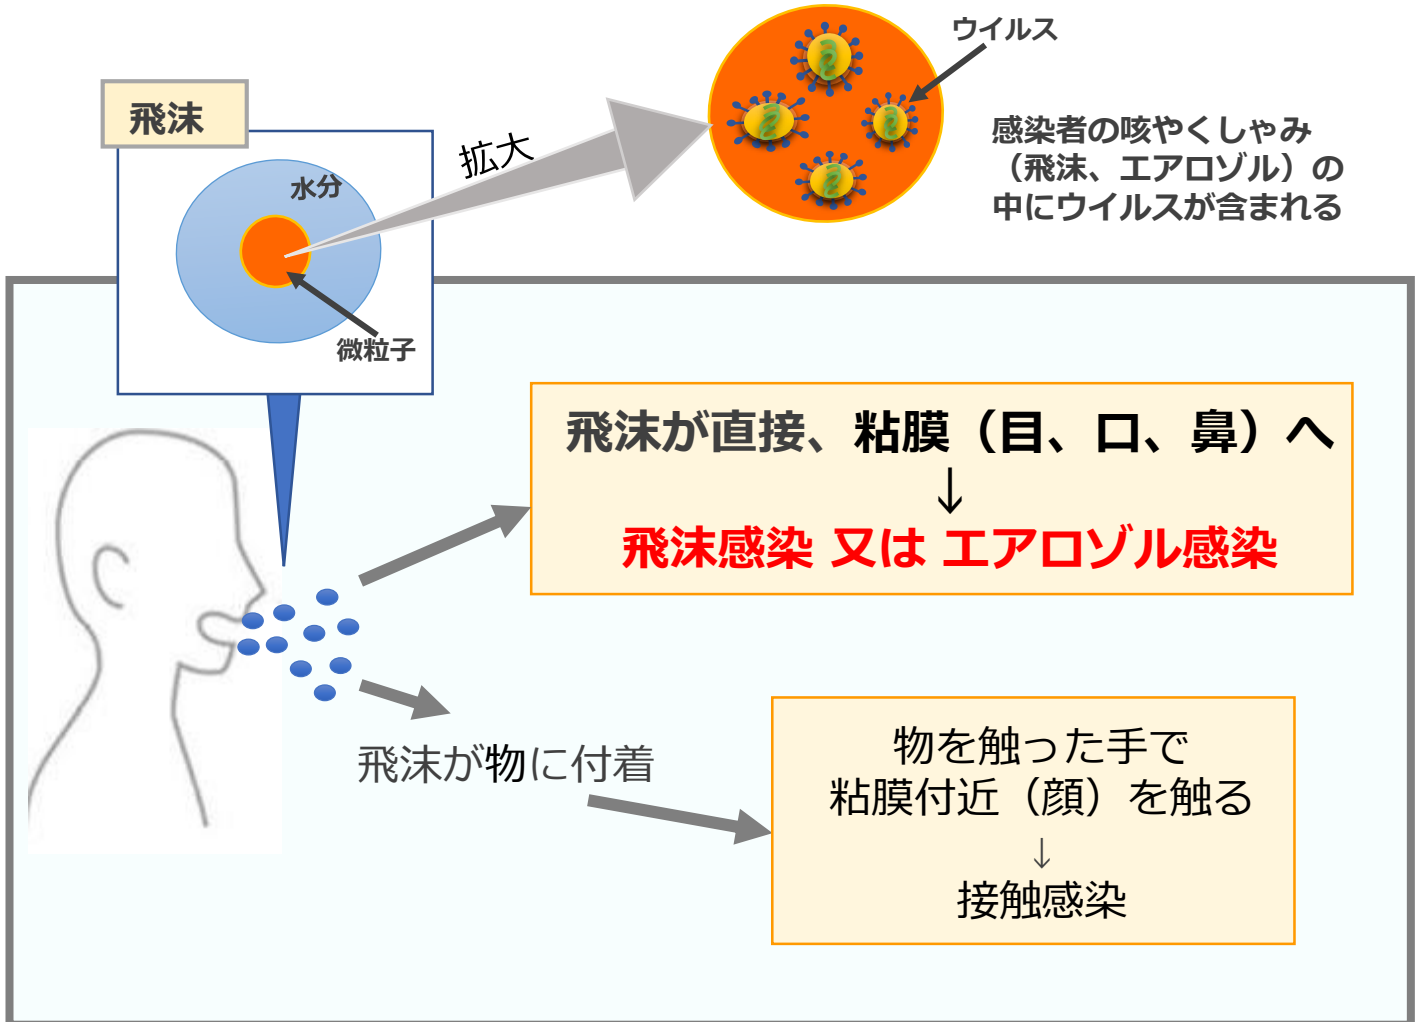 飛沫
水分
微粒子
拡大
ウイルス
感染者の咳やくしゃみ
（飛沫、エアロゾル）の
中にウイルスが含まれる
飛沫が直接、粘膜（目、口、鼻）へ
↓
飛沫感染 又は エアロゾル感染
飛沫が物に付着
物を触った手で
粘膜付近（顔）を触る
↓
接触感染